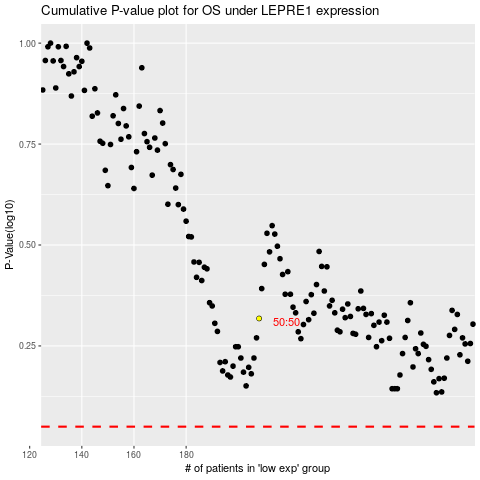 Cumulative P-value plot for OS under LEPRE1 expression
P-Value(log10)
1.00
0.75
0.50
0.25
50:50
120 140 160 180
# of patients in 'low exp' group